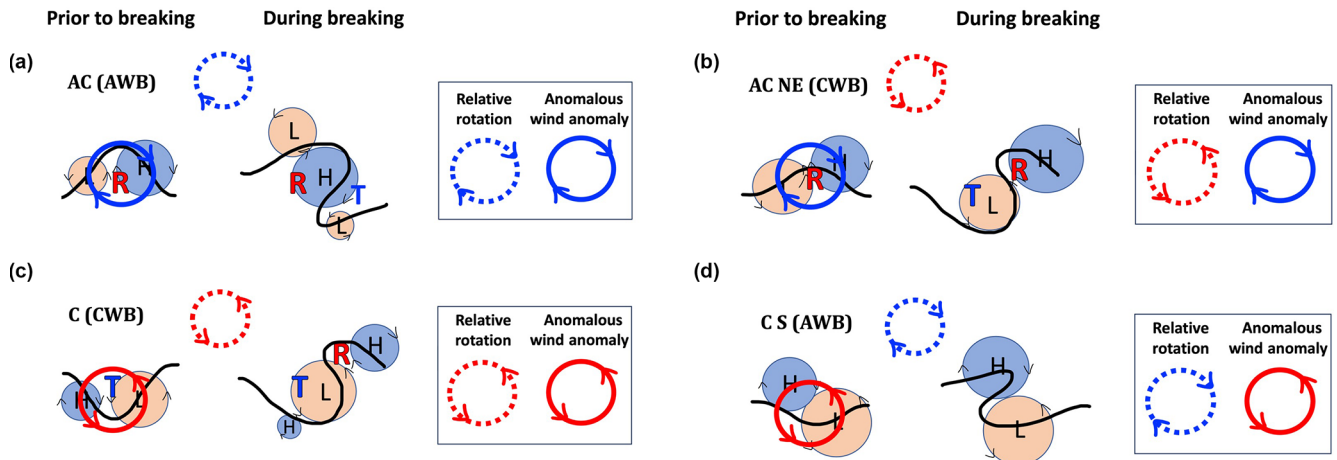 Prior to breaking During breaking
Prior to breaking During breaking
(a)
AC (AWB)
L
H
R
L
R H
T
L
Relative rotation
Anomalous wind anomaly
(b)
AC NE (CWB)
H
R
H
R
T
L
Relative rotation
Anomalous wind anomaly
(c)
C (CWB)
H
T
L
R H
T
L
H
Relative rotation
Anomalous wind anomaly
(d)
C S (AWB)
H
L
H
L
Relative rotation
Anomalous wind anomaly